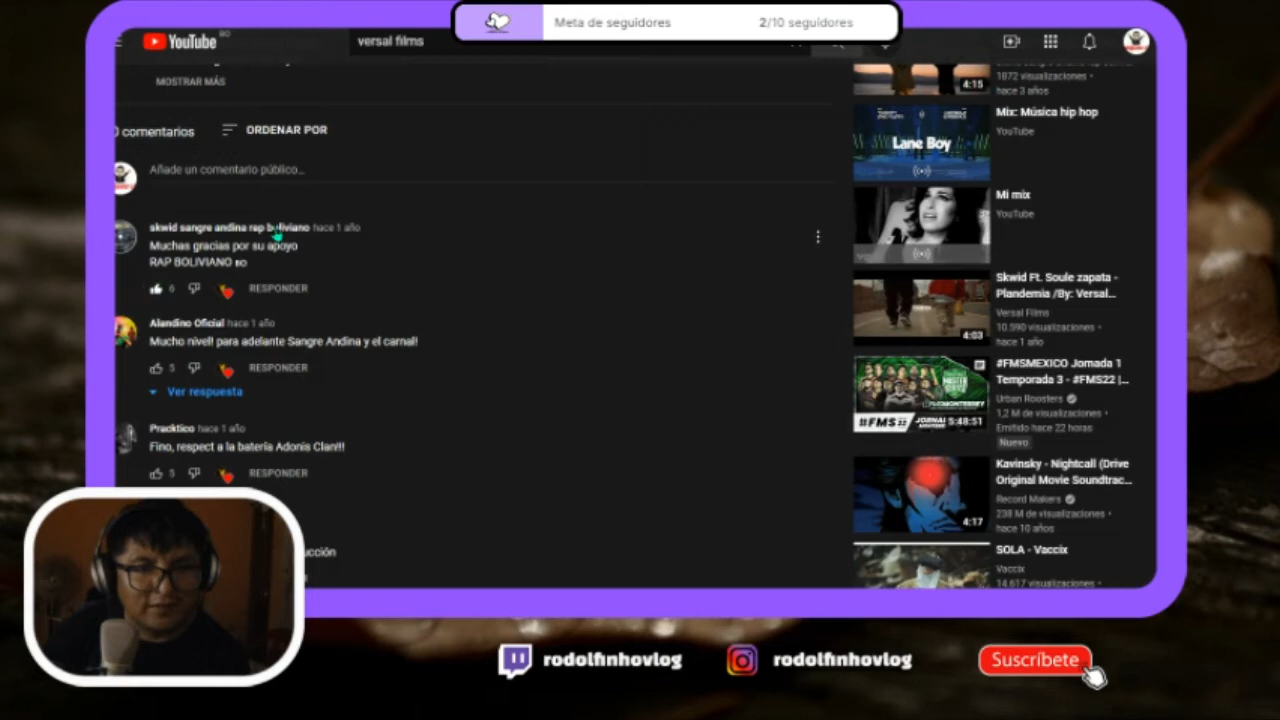 Meta de seguidores
2/10 seguidores
YouTube
BO
versal films
MOSTRAR MÁS
comentarios
ORDENAR POR
Añade un comentario público...
skwid sangre andina rap boliviano hace 1 año
Muchas gracias por su apoyo
RAP BOLIVIANO BO
6
RESPONDER
Alandino Oficial hace 1 año
Mucho nivel! para adelante Sangre Andina y el carnal!
5
RESPONDER
Ver respuesta
Pracktico hace 1 año
Fino, respect a la batería Adonis Clan!!!
5
RESPONDER
ucción
4:15
1872 visualizaciones •
hace 3 años
Lane Boy
Mix: Música hip hop
YouTube
Mi mix
YouTube
4:03
Skwid Ft. Soule zapata -
Plandemia /By: Versal...
Versal Films
10.590 visualizaciones •
hace 1 año
#FMS22
JORNADA
5:48:51
#FMSMEXICO Jornada 1
Temporada 3 - #FMS22 |...
Urban Roosters
1,2 M de visualizaciones •
Emitido hace 22 horas
Nuevo
4:17
Kavinsky - Nightcall (Drive
Original Movie Soundtrac...
Record Makers
238 M de visualizaciones •
hace 10 años
SOLA - Vaccix
Vaccix
14.617 visualizaciones •
rodolfinhovlog
rodolfinhovlog
Suscríbete